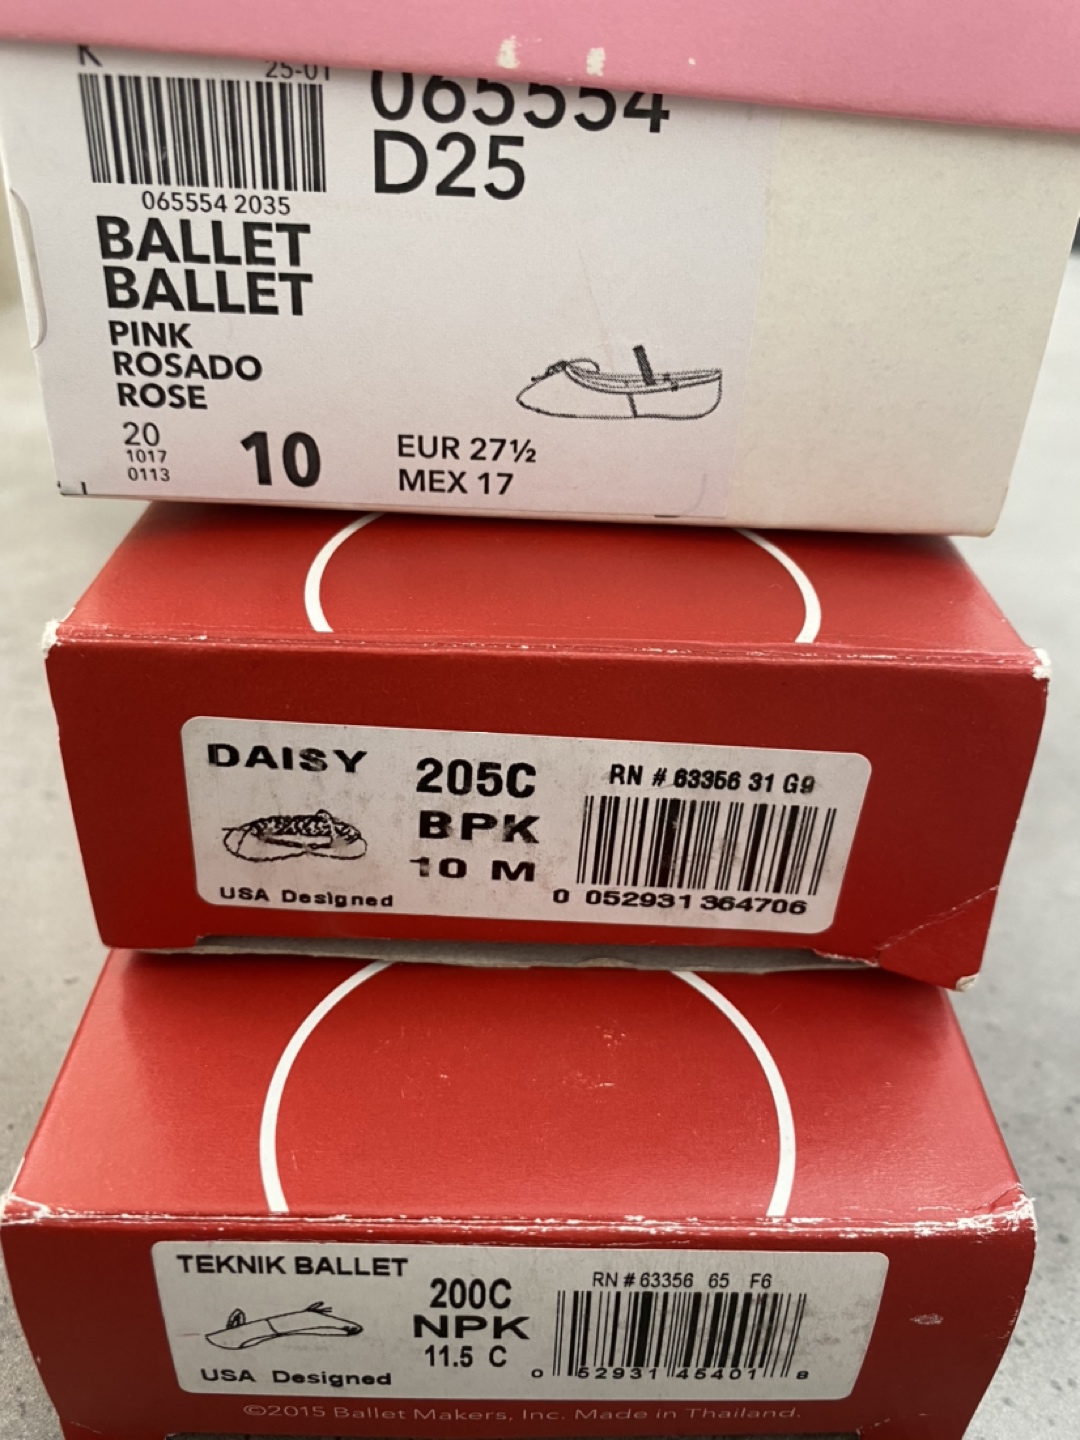 K 25-01
065554
D25
065554 2035
BALLET
BALLET
PINK
ROSADO
ROSE
20
1017
0113
10
EUR 27½
MEX 17
DAISY
205C
BPK
10 M
USA Designed
RN # 63356 31 G9
0 052931 364706
TEKNIK BALLET
200C
NPK
11.5 C
USA Designed
RN # 63356 65 F6
0 52931 45401 8
©2015 Ballet Makers, Inc. Made in Thailand.